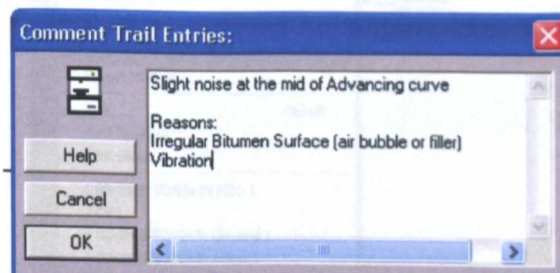 Comment Trail Entries:
Slight noise at the mid of Advancing curve
Reasons:
Irregular Bitumen Surface (air bubble or filler)
Vibration
Help
Cancel
OK